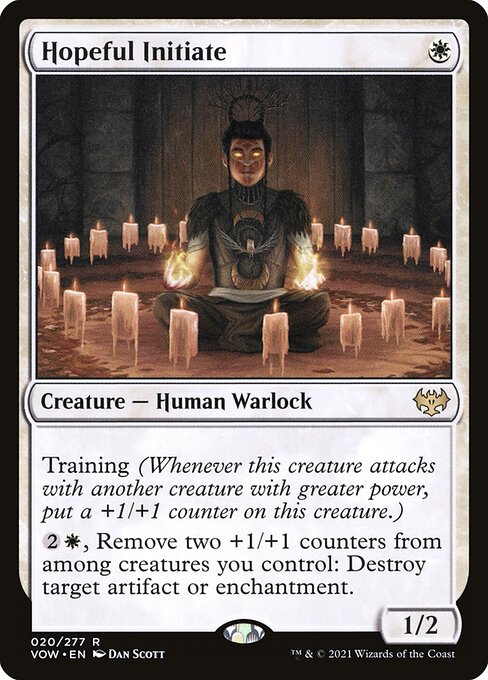 Hopeful Initiate
Creature — Human Warlock
Training (Whenever this creature attacks
with another creature with greater power,
put a +1/+1 counter on this creature.)
2, Remove two +1/+1 counters from
among creatures you control: Destroy
target artifact or enchantment.
1/2
020/277 R
VOW • EN Dan Scott
™ & © 2021 Wizards of the Coast